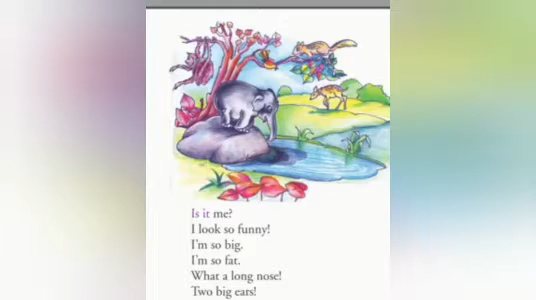 Is it me?
I look so funny!
I'm so big.
I'm so fat.
What a long nose!
Two big ears!